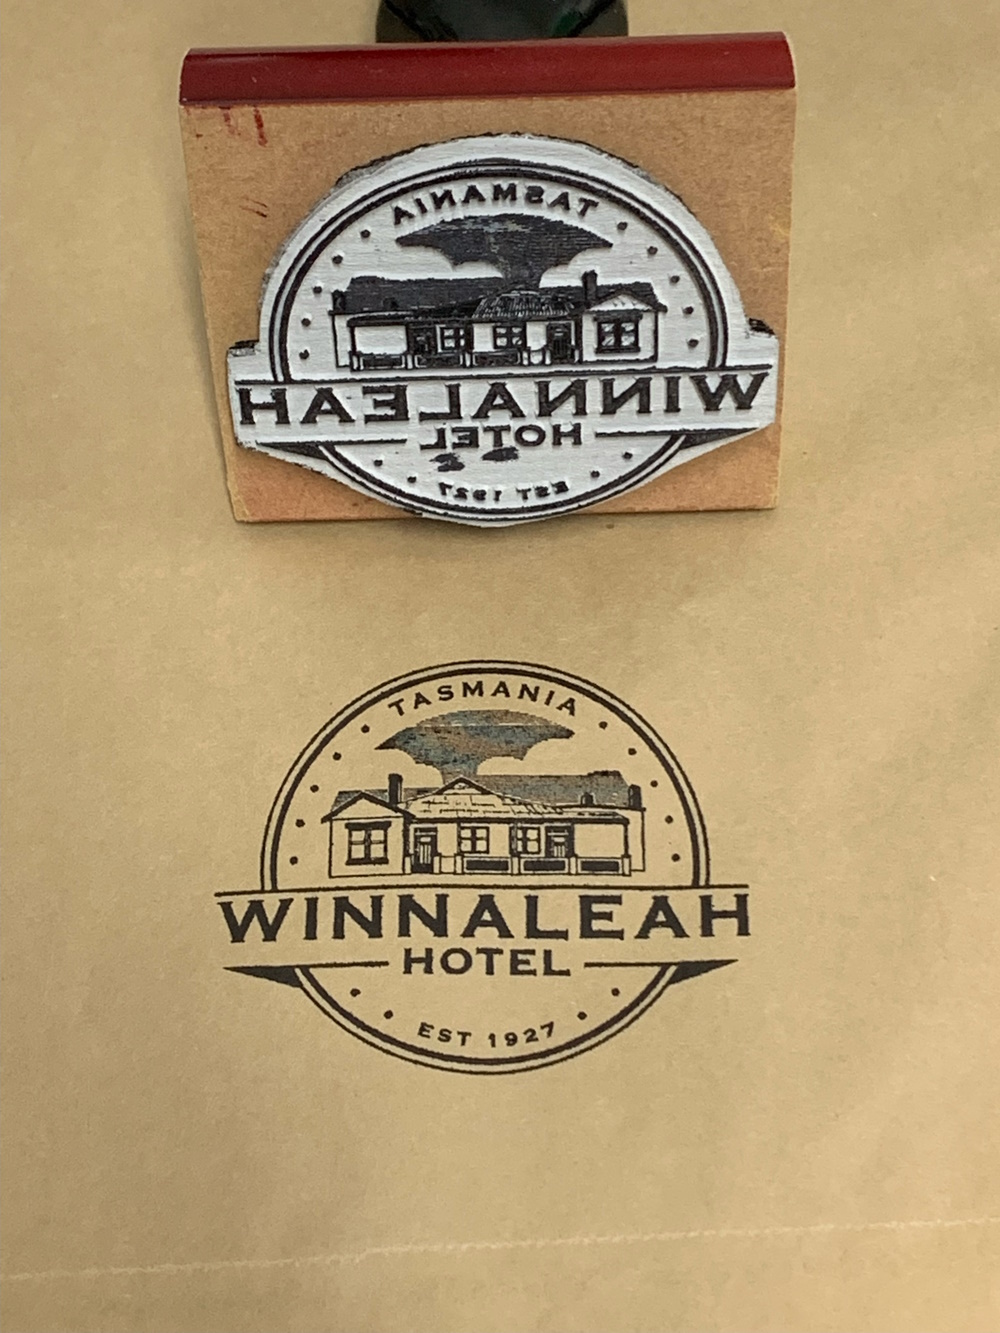 TASMANIA
WINNALEAH
HOTEL
EST 1927
TASMANIA
WINNALEAH
HOTEL
EST 1927